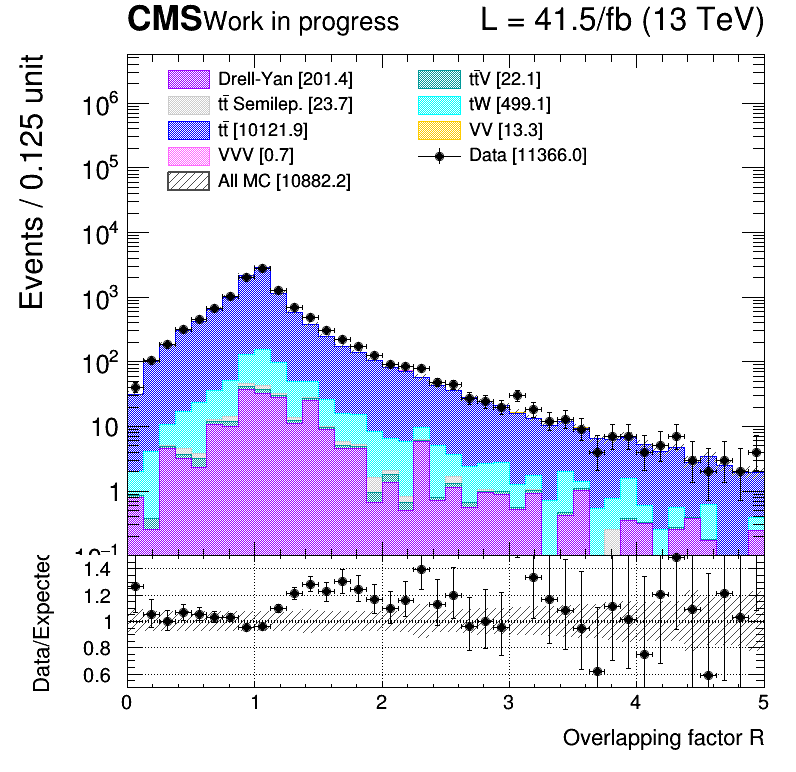 CMS Work in progress L = 41.5/fb (13 TeV)
Events / 0.125 unit
Drell-Yan [201.4]
tt̄ Semilep. [23.7]
tt̄ [10121.9]
VVV [0.7]
All MC [10882.2]
tt̄V [22.1]
tW [499.1]
VV [13.3]
Data [11366.0]
10⁶
10⁵
10⁴
10³
10²
10
1
10⁻¹
Data/Expected
1.4
1.2
1
0.8
0.6
0 1 2 3 4 5
Overlapping factor R